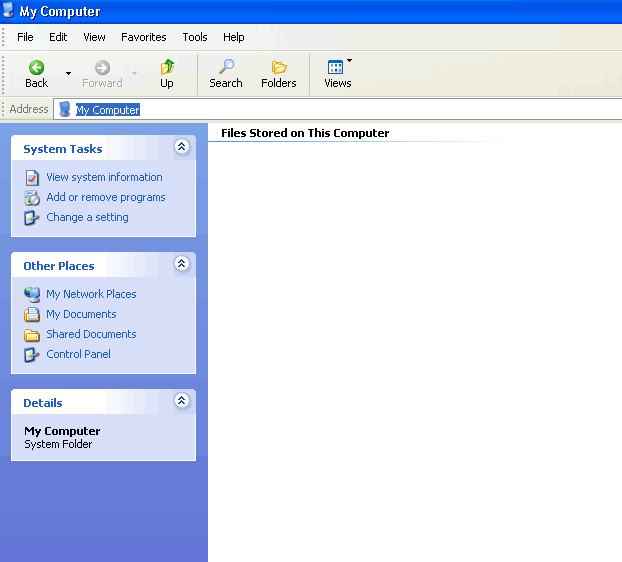 My Computer
File Edit View Favorites Tools Help
Back Forward Up Search Folders Views
Address My Computer
Files Stored on This Computer
System Tasks
View system information
Add or remove programs
Change a setting
Other Places
My Network Places
My Documents
Shared Documents
Control Panel
Details
My Computer
System Folder